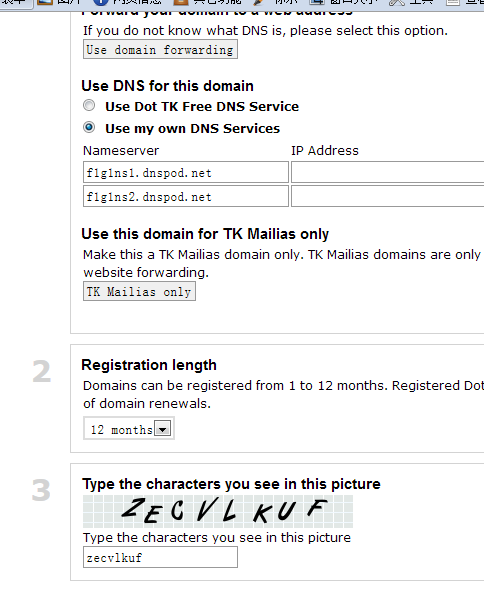 Forward your domain to a web address
If you do not know what DNS is, please select this option.
Use domain forwarding
Use DNS for this domain
Use Dot TK Free DNS Service
Use my own DNS Services
Nameserver IP Address
f1g1ns1.dnspod.net
f1g1ns2.dnspod.net
Use this domain for TK Mailias only
Make this a TK Mailias domain only. TK Mailias domains are only
website forwarding.
TK Mailias only
2
Registration length
Domains can be registered from 1 to 12 months. Registered Dot
of domain renewals.
12 months
3
Type the characters you see in this picture
ZECVLKUF
Type the characters you see in this picture
zecvlkuf